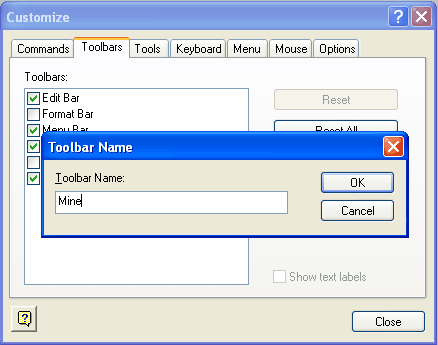 Customize
Commands Toolbars Tools Keyboard Menu Mouse Options
Toolbars:
Edit Bar
Reset
Format Bar
Menu Bar
Reset All
Toolbar Name
Toolbar Name:
OK
Mine
Cancel
Show text labels
Close